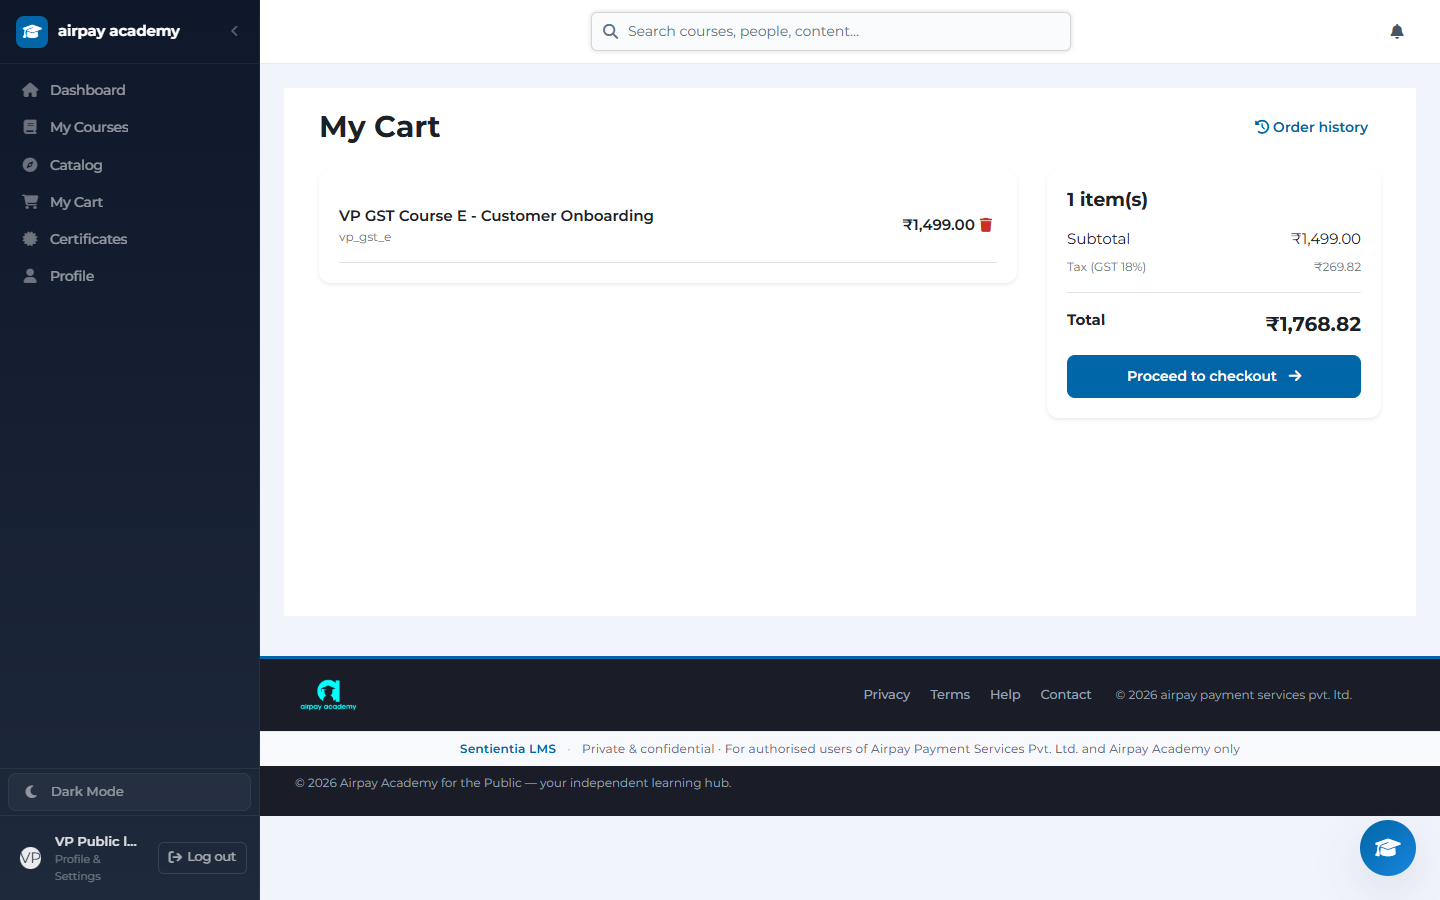 airpay academy
Search courses, people, content...
Dashboard
My Courses
Catalog
My Cart
Certificates
Profile
My Cart
Order history
VP GST Course E - Customer Onboarding
vp_gst_e
₹1,499.00
1 item(s)
Subtotal ₹1,499.00
Tax (GST 18%) ₹269.82
Total ₹1,768.82
Proceed to checkout
airpay academy
Privacy Terms Help Contact © 2026 airpay payment services pvt. ltd.
Sentientia LMS · Private & confidential · For authorised users of Airpay Payment Services Pvt. Ltd. and Airpay Academy only
© 2026 Airpay Academy for the Public — your independent learning hub.
Dark Mode
VP
VP Public l...
Profile &
Settings
Log out